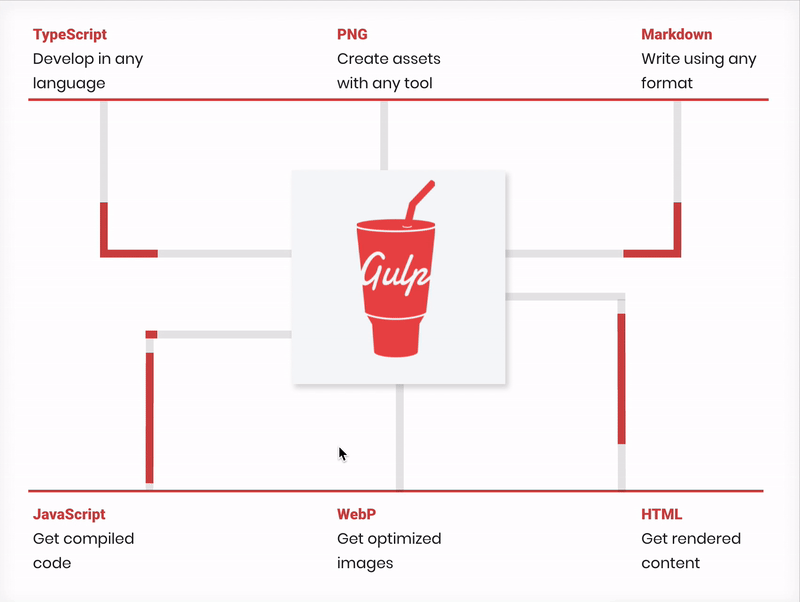 TypeScript
Develop in any
language
PNG
Create assets
with any tool
Markdown
Write using any
format
Gulp
JavaScript
Get compiled
code
WebP
Get optimized
images
HTML
Get rendered
content